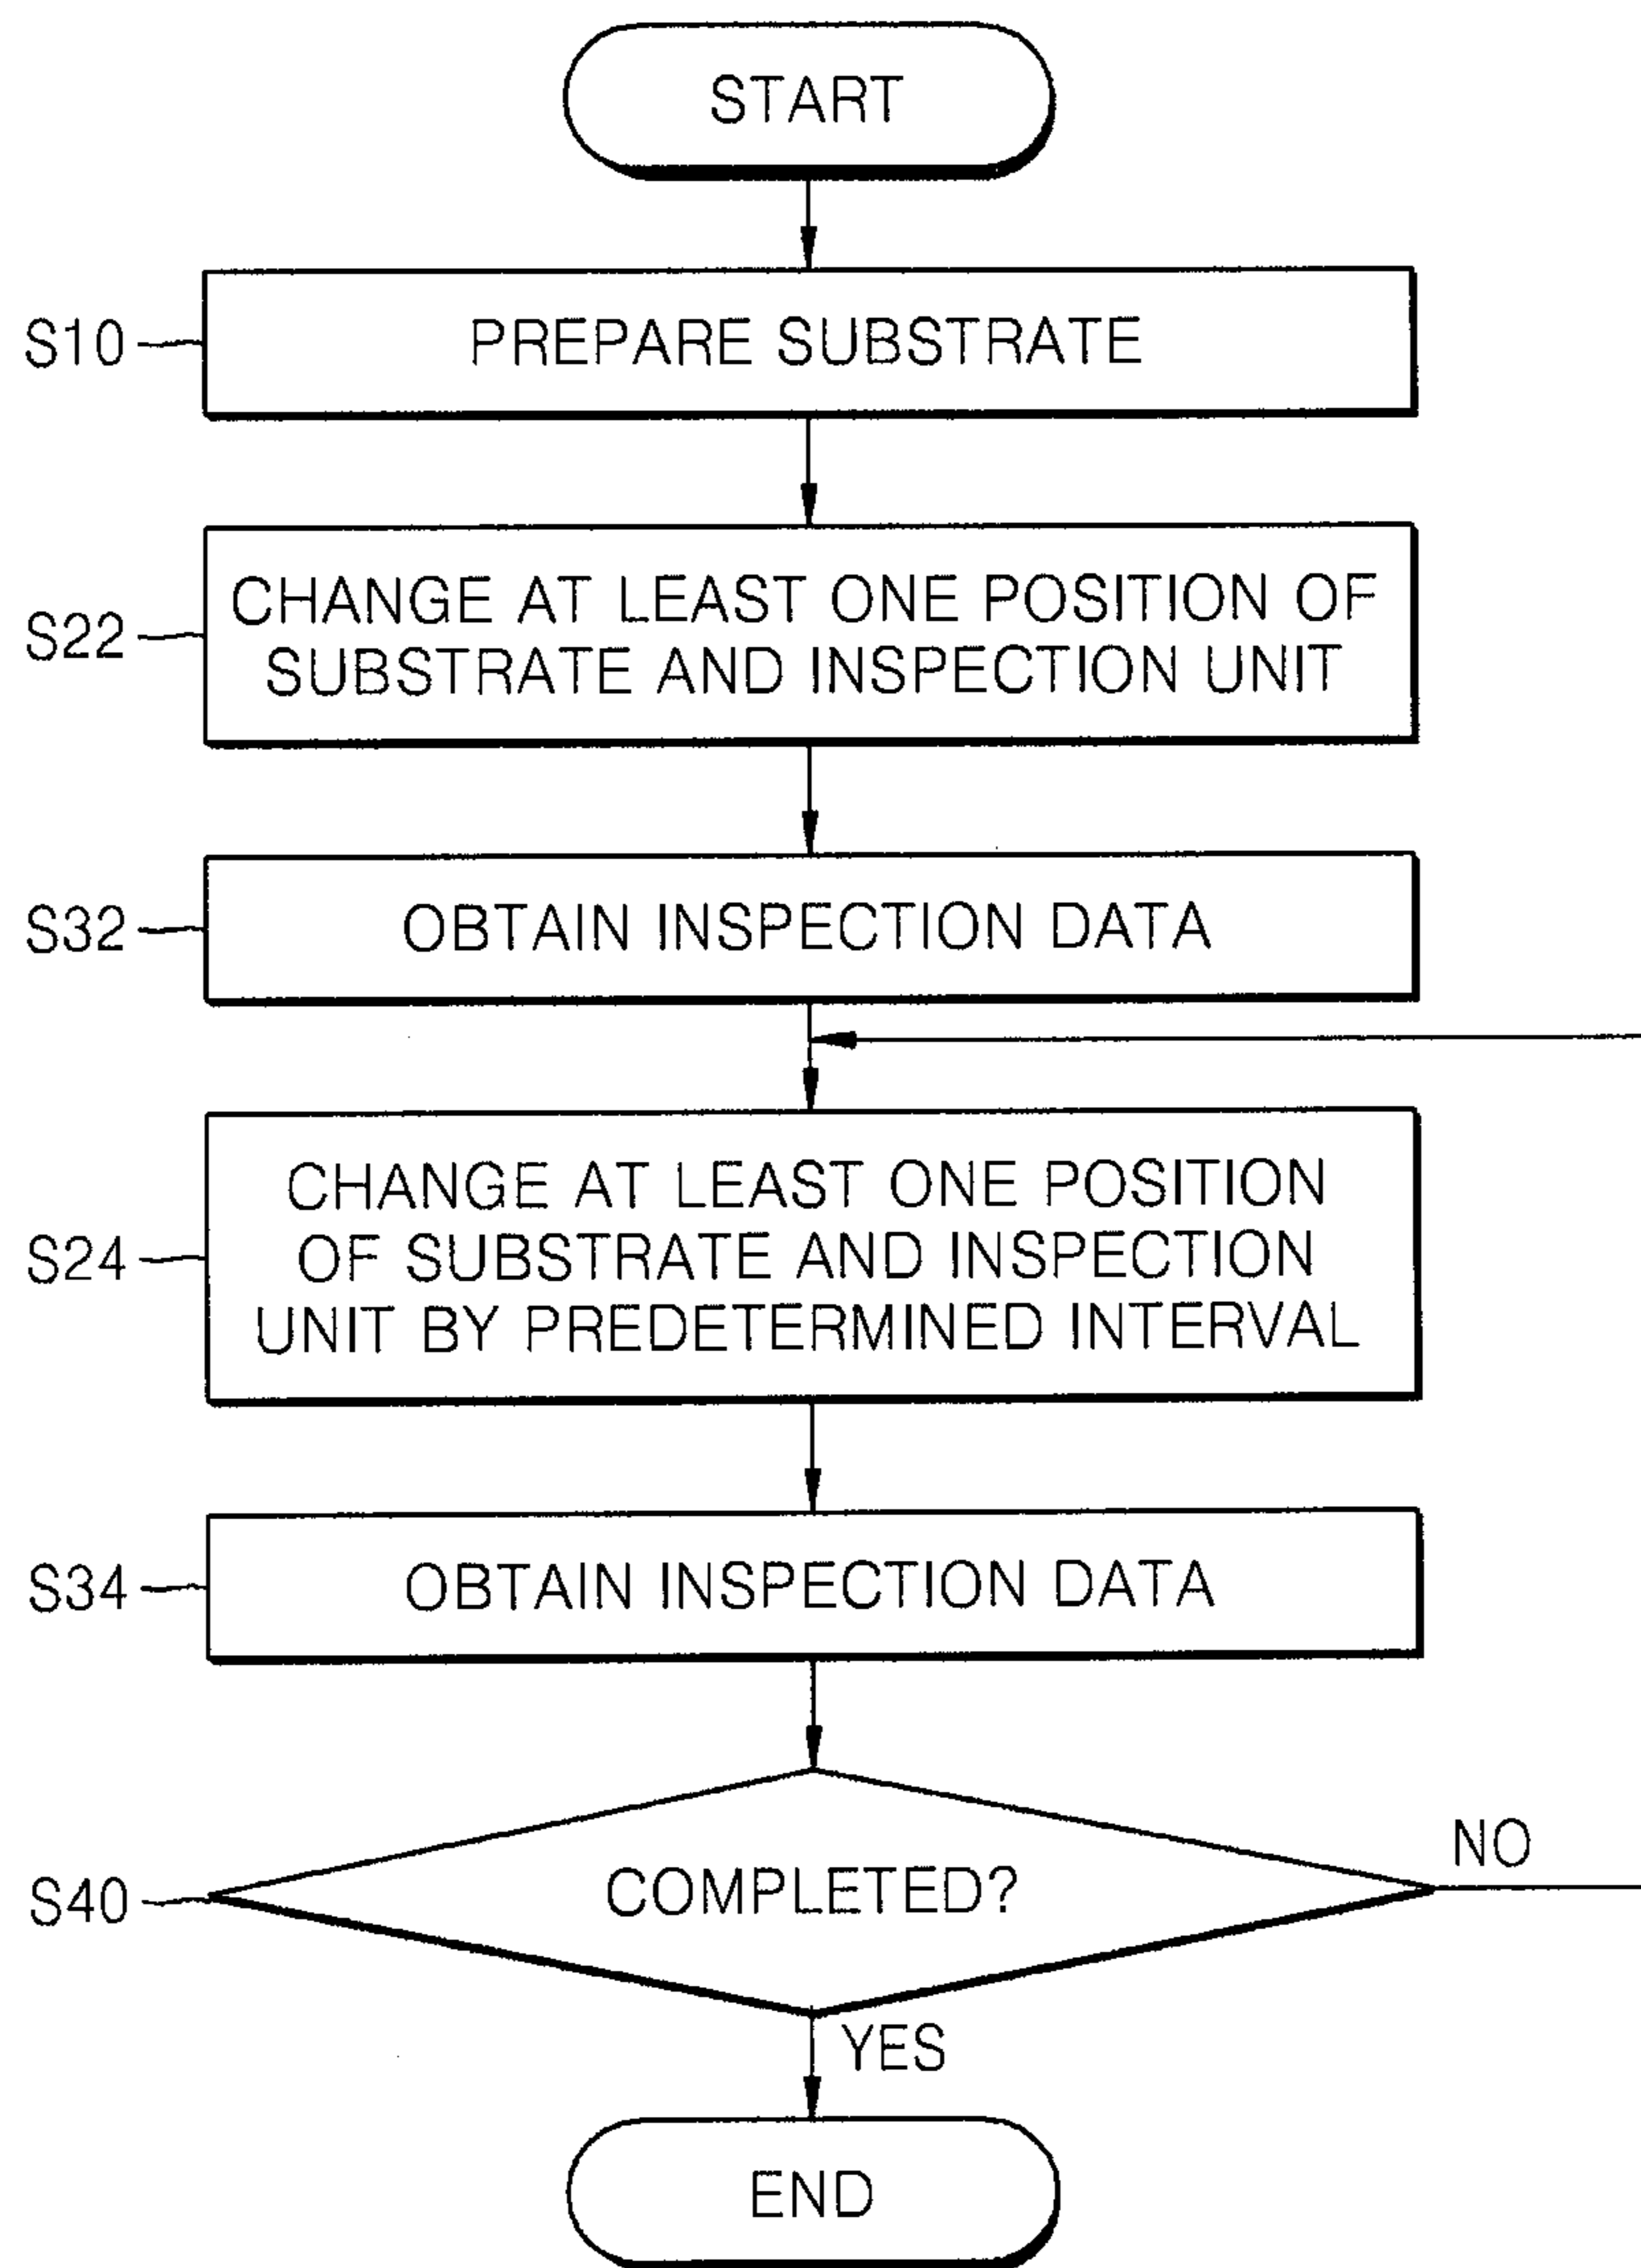 START
S10
PREPARE SUBSTRATE
S22
CHANGE AT LEAST ONE POSITION OF
SUBSTRATE AND INSPECTION UNIT
S32
OBTAIN INSPECTION DATA
S24
CHANGE AT LEAST ONE POSITION
OF SUBSTRATE AND INSPECTION
UNIT BY PREDETERMINED INTERVAL
S34
OBTAIN INSPECTION DATA
S40
COMPLETED?
NO
YES
END